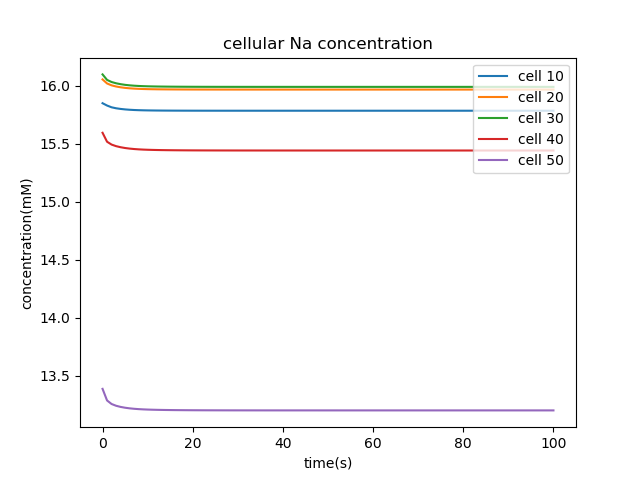 cellular Na concentration
concentration(mM)
16.0
15.5
15.0
14.5
14.0
13.5
cell 10
cell 20
cell 30
cell 40
cell 50
0 20 40 60 80 100
time(s)